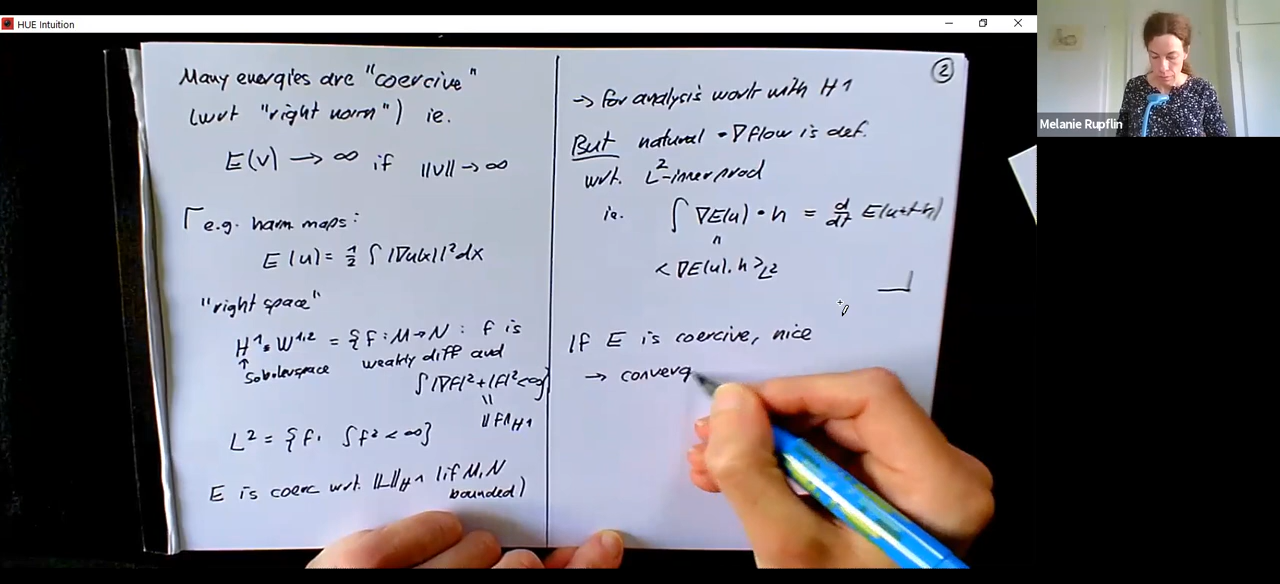 HUE Intuition
Many energies are "coercive"
(wrt "right norm") ie.
E(v) → ∞ if ||v|| → ∞
⌈e.g. harm maps:
E(u) = 1/2 ∫ |∇u(x)|² dx
"right space"
H¹ = W^{1,2} = {f: M→N : f is
↑ weakly diff and
Sobolev space
∫ |∇f|² + |f|² < ∞}
||
||f||_{H¹}
L² = {f. ∫f² < ∞}
E is coerc wrt. ||.||_{H¹} (if M, N
bounded)
②
→ for analysis work with H1
But natural • ∇flow is def.
wrt. L²-inner prod
ie. ∫ ∇E(u) • h = d/dt E(u+th)
"
< ∇E(u), h >_{L²}
⌋
If E is coercive, nice
→ converg
Melanie Rupflin